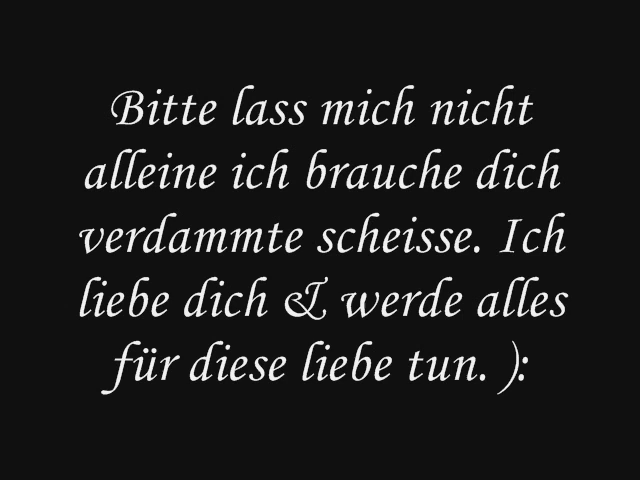 Bitte lass mich nicht
alleine ich brauche dich
verdammte scheisse. Ich
liebe dich & werde alles
für diese liebe tun. ):